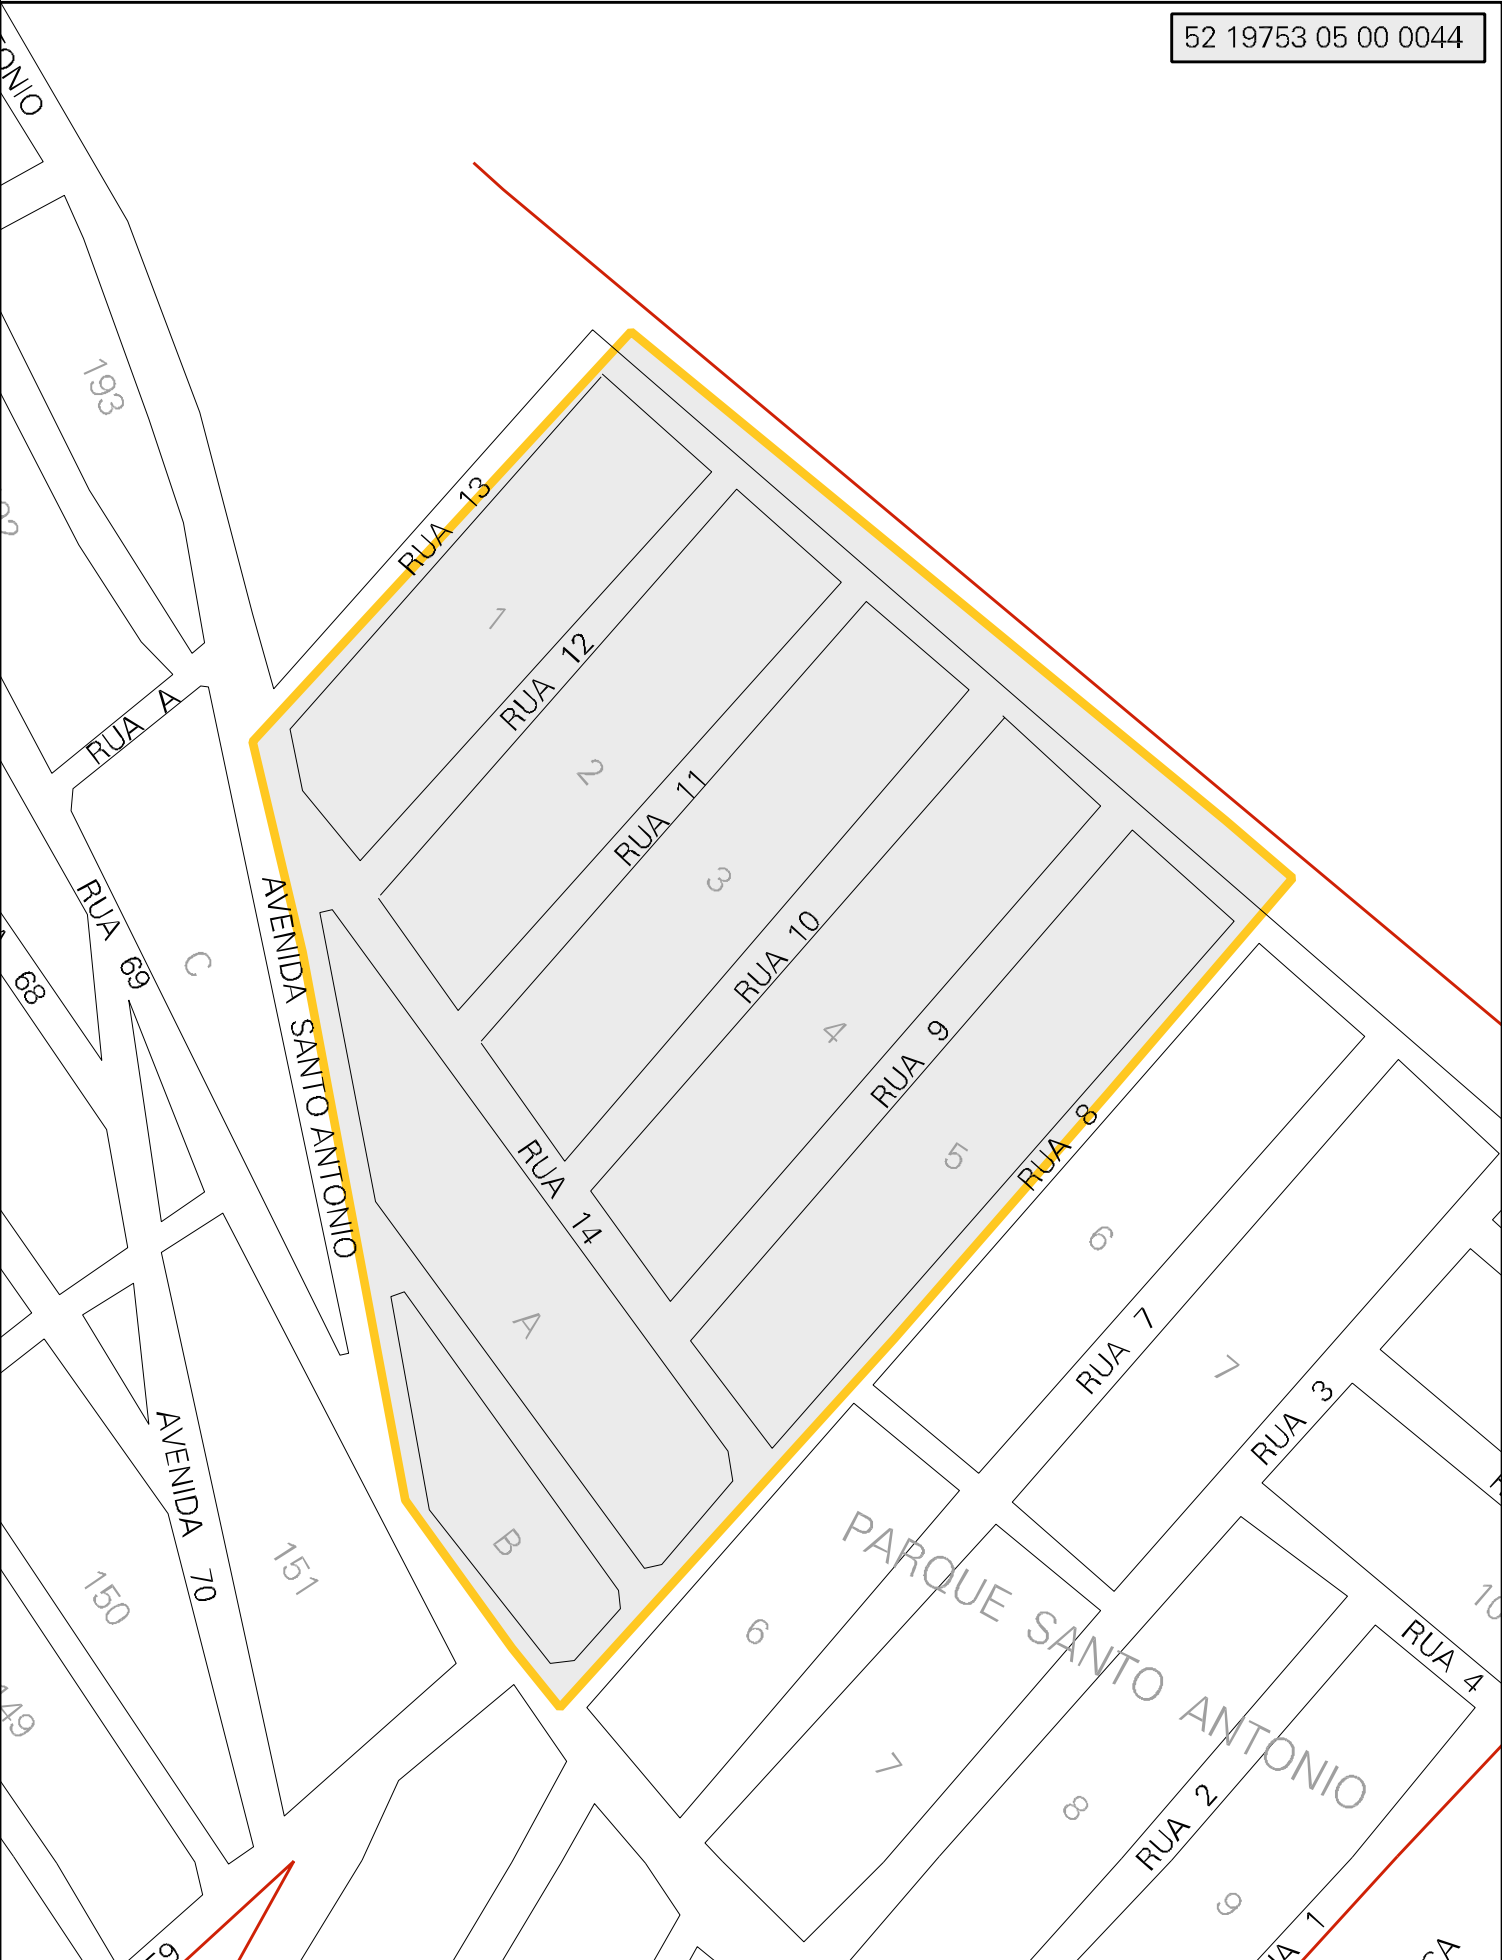 52 19753 05 00 0044
193
RUA 13
1
RUA 12
RUA A
2
RUA 11
3
RUA 69
C
68
AVENIDA SANTO ANTONIO
RUA 10
4
RUA 9
5
RUA 8
RUA 14
6
A
RUA 7
7
RUA 3
B
AVENIDA 70
151
150
PARQUE SANTO ANTONIO
6
RUA 4
7
8
RUA 2
9